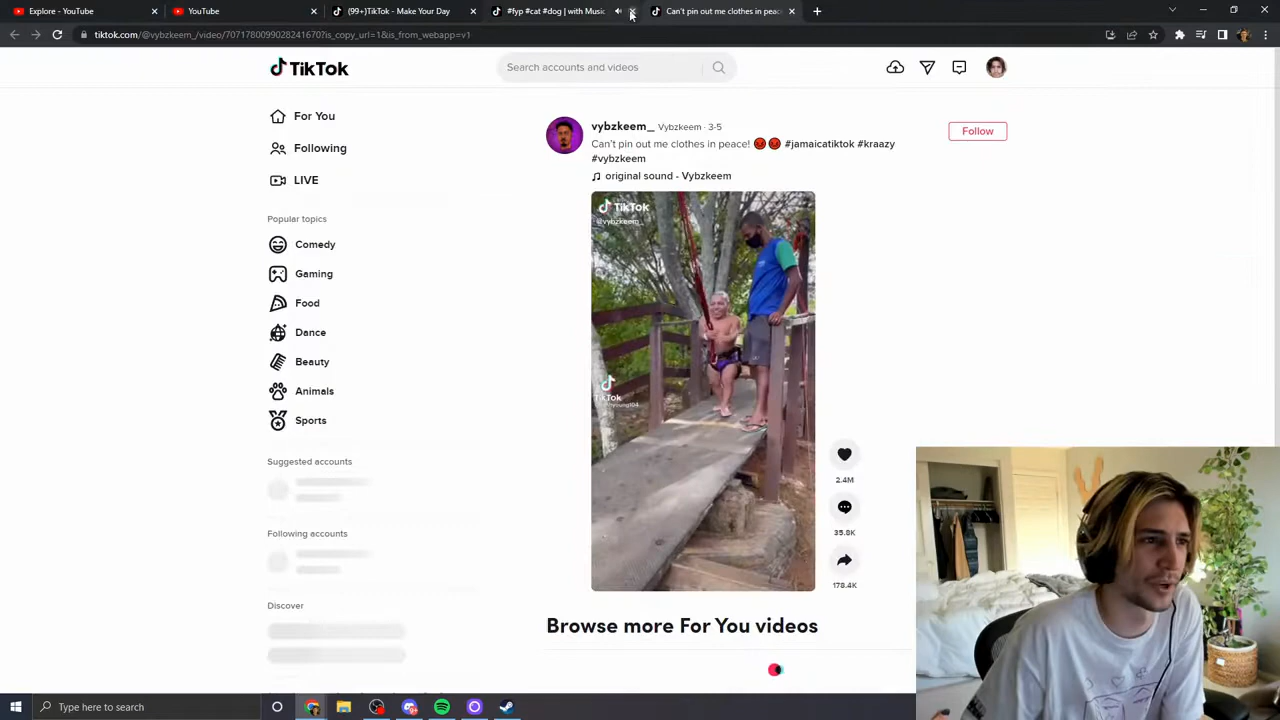 Explore - YouTube
YouTube
(99+)TikTok - Make Your Day
#fyp #cat #dog | with Music
Can't pin out me clothes in peac
tiktok.com/@vybzkeem_/video/7071780099028241670?is_copy_url=1&is_from_webapp=v1
TikTok
Search accounts and videos
For You
Following
LIVE
Popular topics
Comedy
Gaming
Food
Dance
Beauty
Animals
Sports
Suggested accounts
Following accounts
Discover
vybzkeem_ Vybzkeem · 3-5
Follow
Can't pin out me clothes in peace! 😡😡 #jamaicatiktok #kraazy
#vybzkeem
original sound - Vybzkeem
TikTok
@vybzkeem_
TikTok
2.4M
35.8K
178.4K
Browse more For You videos
Type here to search